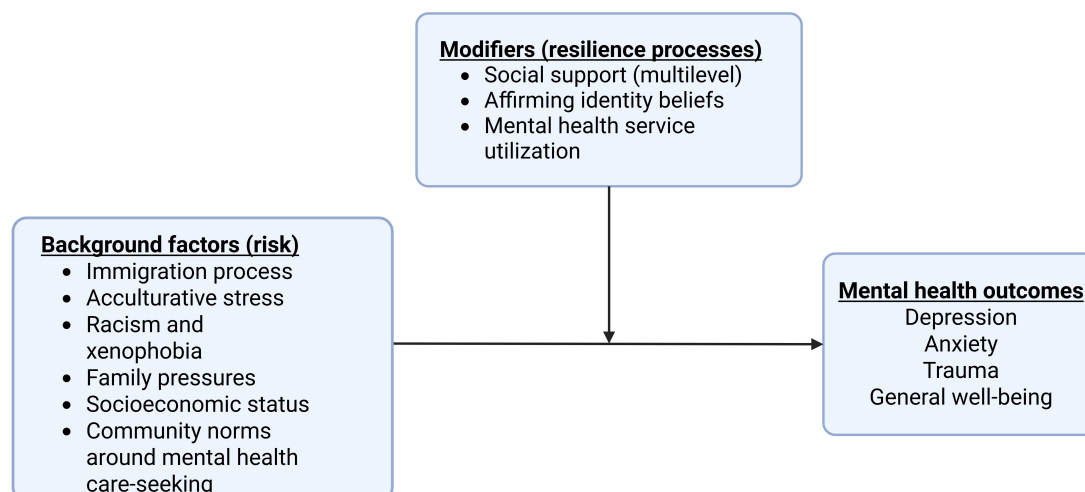 Modifiers (resilience processes)
• Social support (multilevel)
• Affirming identity beliefs
• Mental health service
utilization
Background factors (risk)
• Immigration process
• Acculturative stress
• Racism and
xenophobia
• Family pressures
• Socioeconomic status
• Community norms
around mental health
care-seeking
Mental health outcomes
Depression
Anxiety
Trauma
General well-being